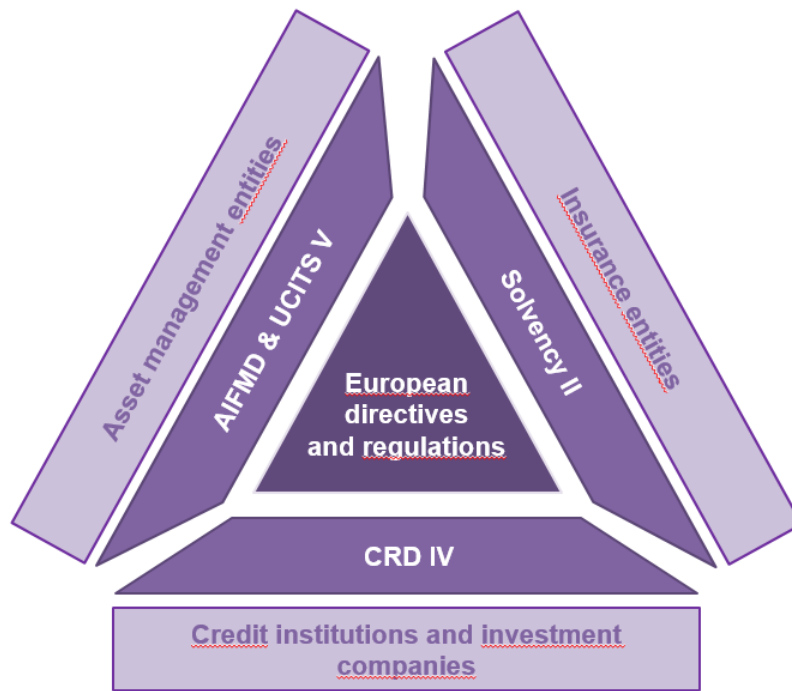 Asset management entities
AIFMD & UCITS V
Insurance entities
Solvency II
European
directives
and regulations
CRD IV
Credit institutions and investment
companies